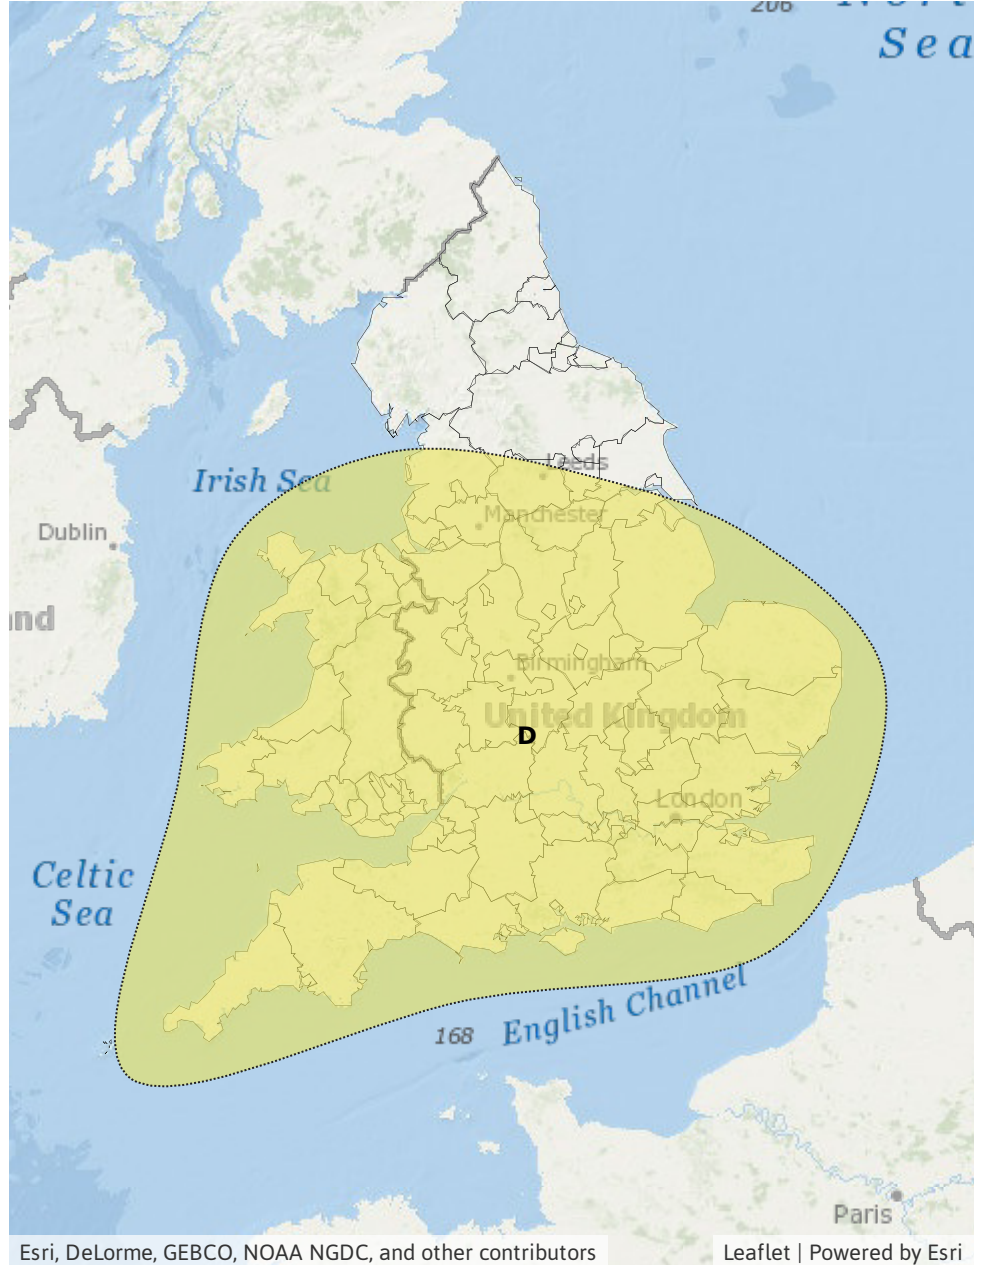 206
Sea
Irish Sea
Leeds
Manchester
Dublin
nd
Birmingham
United Kingdom
D
London
Celtic
Sea
English Channel
168
Paris
Esri, DeLorme, GEBCO, NOAA NGDC, and other contributors
Leaflet | Powered by Esri